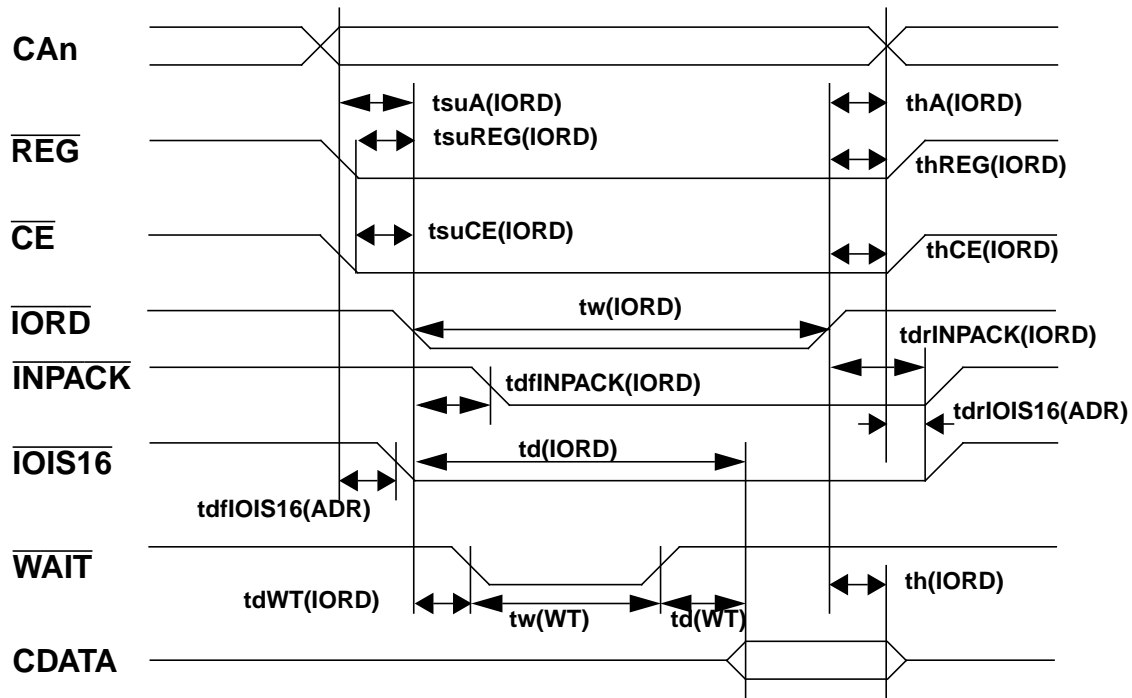 CAn
tsuA(IORD)
thA(IORD)
tsuREG(IORD)
REG
thREG(IORD)
CE
tsuCE(IORD)
thCE(IORD)
IORD
tw(IORD)
tdrINPACK(IORD)
INPACK
tdfINPACK(IORD)
tdrIOIS16(ADR)
IOIS16
td(IORD)
tdfIOIS16(ADR)
WAIT
th(IORD)
tdWT(IORD)
tw(WT)
td(WT)
CDATA